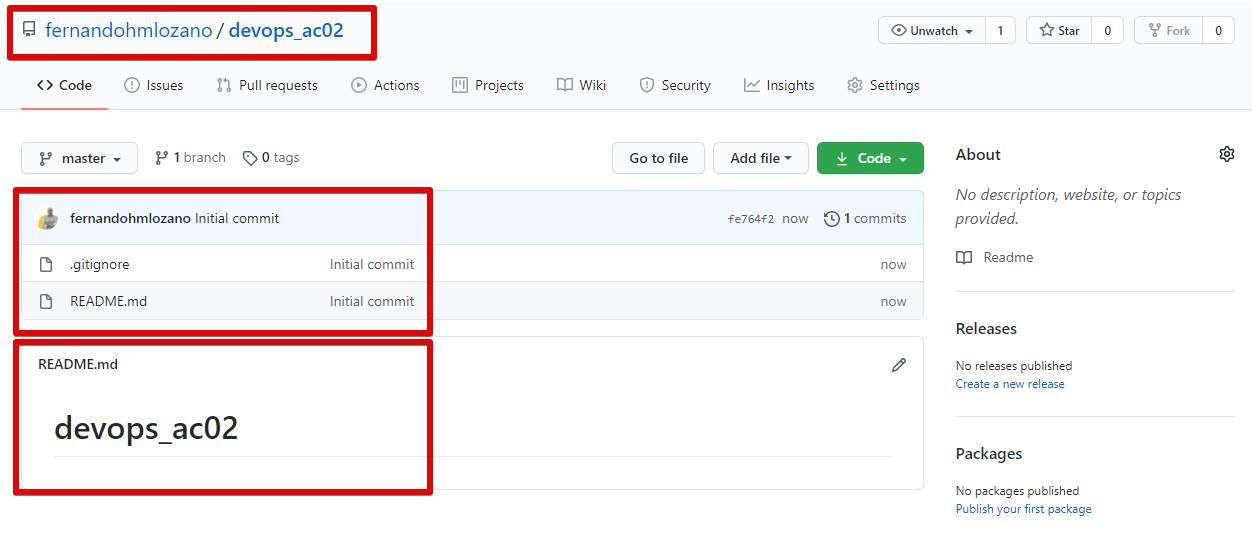 fernandohmlozano / devops_ac02
Unwatch 1 Star 0 Fork 0
Code Issues Pull requests Actions Projects Wiki Security Insights Settings
master 1 branch 0 tags Go to file Add file Code
fernandohmlozano Initial commit fe764f2 now 1 commits
.gitignore Initial commit now
README.md Initial commit now
README.md
devops_ac02
About
No description, website, or topics
provided.
Readme
Releases
No releases published
Create a new release
Packages
No packages published
Publish your first package